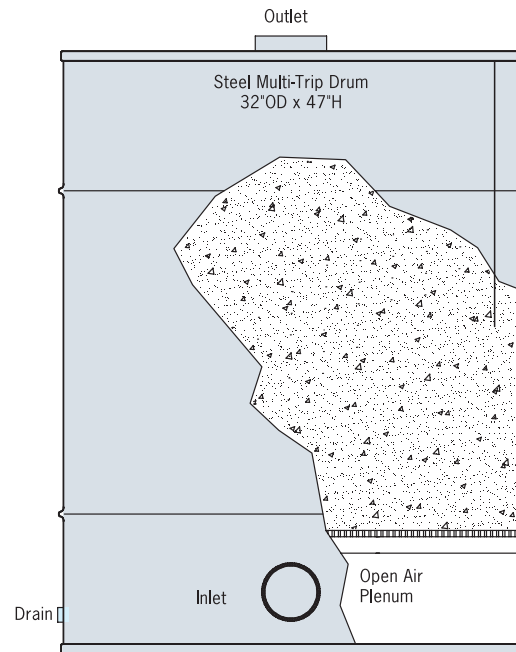 Outlet
Steel Multi-Trip Drum
32"OD x 47"H
Inlet
Open Air
Plenum
Drain